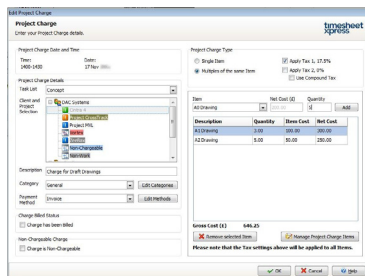 Edit Project Charge
Project Charge
Enter your Project Charge details.
timesheet
xpress
Project Charge Date and Time
Time: Date:
1400-1430 17 Nov
Project Charge Details
Task List Concept
Client and
Project
Selection
DAC Systems
Project MXL
Non-Chargeable
Non-Work
Description Charge for Draft Drawings
Category General Edit Categories
Payment
Method Invoice Edit Methods
Charge Billed Status
Charge has been Billed
Non-Chargeable Charge
Charge is Non-Chargeable
Project Charge Type
Single Item
Multiples of the same Item
Apply Tax 1, 17.5%
Apply Tax 2, 0%
Use Compound Tax
Item Net Cost (£) Quantity
A0 Drawing Add
Description Quantity Item Cost Net Cost
A1 Drawing 3.00 100.00 300.00
A2 Drawing 5.00 50.00 250.00
Gross Cost (£) 646.25
Remove selected Item Manage Project Charge Items
Please note that the Tax settings above will be applied to all Items.
OK Cancel Help